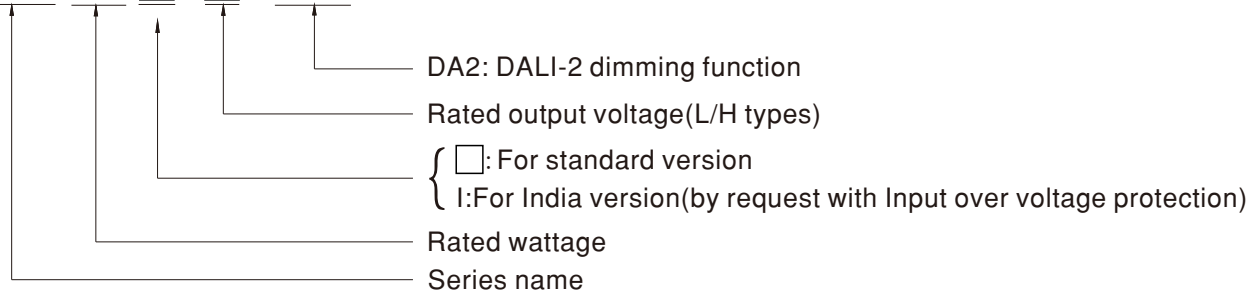 DA2: DALI-2 dimming function
Rated output voltage(L/H types)
□: For standard version
I:For India version(by request with Input over voltage protection)
Rated wattage
Series name